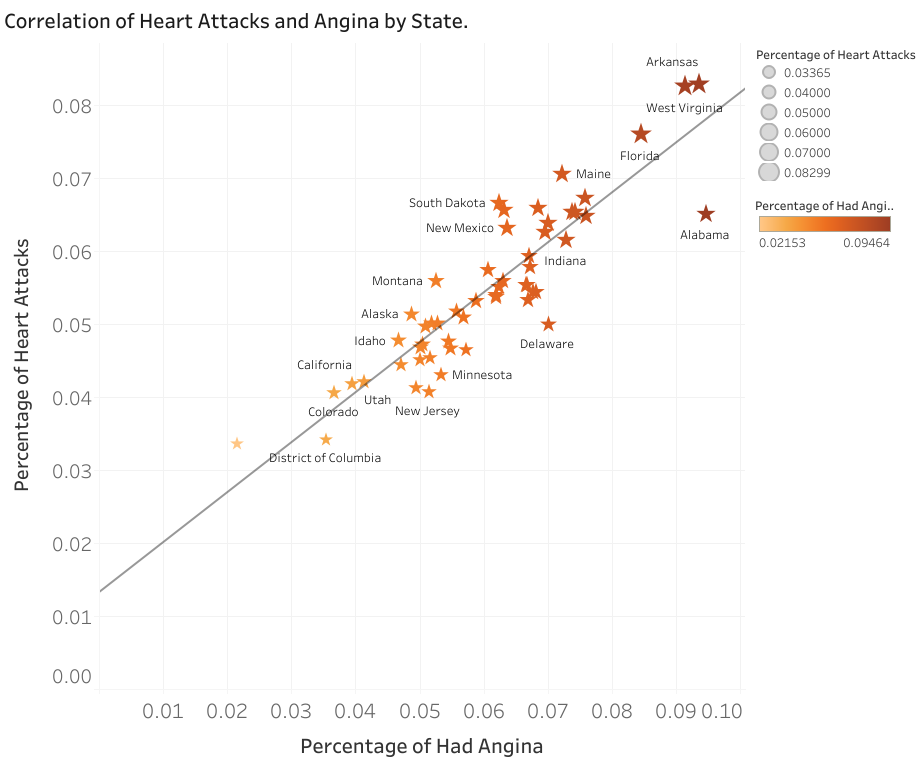 Correlation of Heart Attacks and Angina by State.
Percentage of Heart Attacks
0.08
0.07
0.06
0.05
0.04
0.03
0.02
0.01
0.00
Arkansas
West Virginia
Florida
Maine
South Dakota
New Mexico
Alabama
Indiana
Montana
Alaska
Idaho
Delaware
California
Minnesota
Utah
Colorado
New Jersey
District of Columbia
0.01 0.02 0.03 0.04 0.05 0.06 0.07 0.08 0.09 0.10
Percentage of Had Angina
Percentage of Heart Attacks
0.03365
0.04000
0.05000
0.06000
0.07000
0.08299
Percentage of Had Angi..
0.02153 0.09464